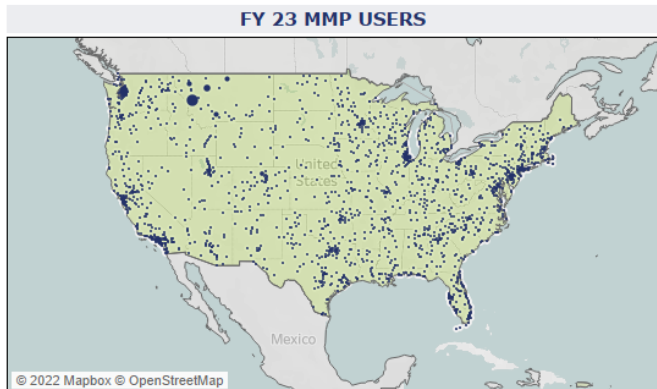 FY 23 MMP USERS
United
States
Mexico
© 2022 Mapbox © OpenStreetMap